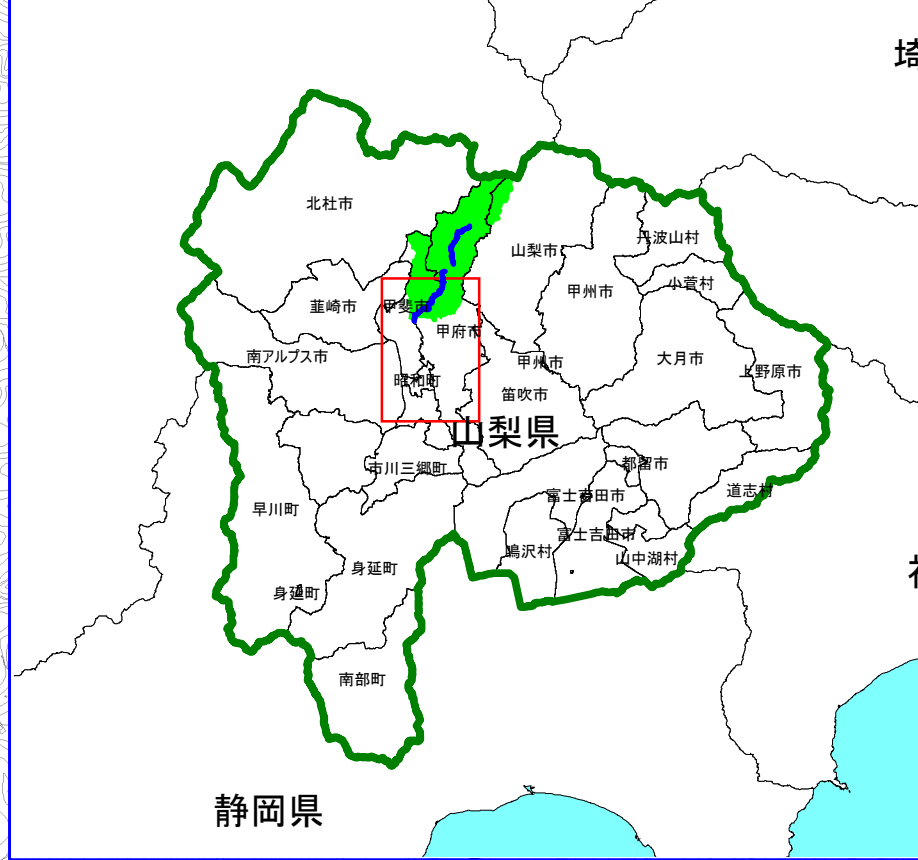 埼
北杜市
丹波山村
山梨市
小菅村
甲州市
韮崎市
甲斐市
甲府市
南アルプス市
甲州市
大月市
上野原市
昭和町
笛吹市
山梨県
市川三郷町
都留市
道志村
富士吉田市
早川町
富士吉田市
鳴沢村
山中湖村
身延町
身延町
南部町
静岡県